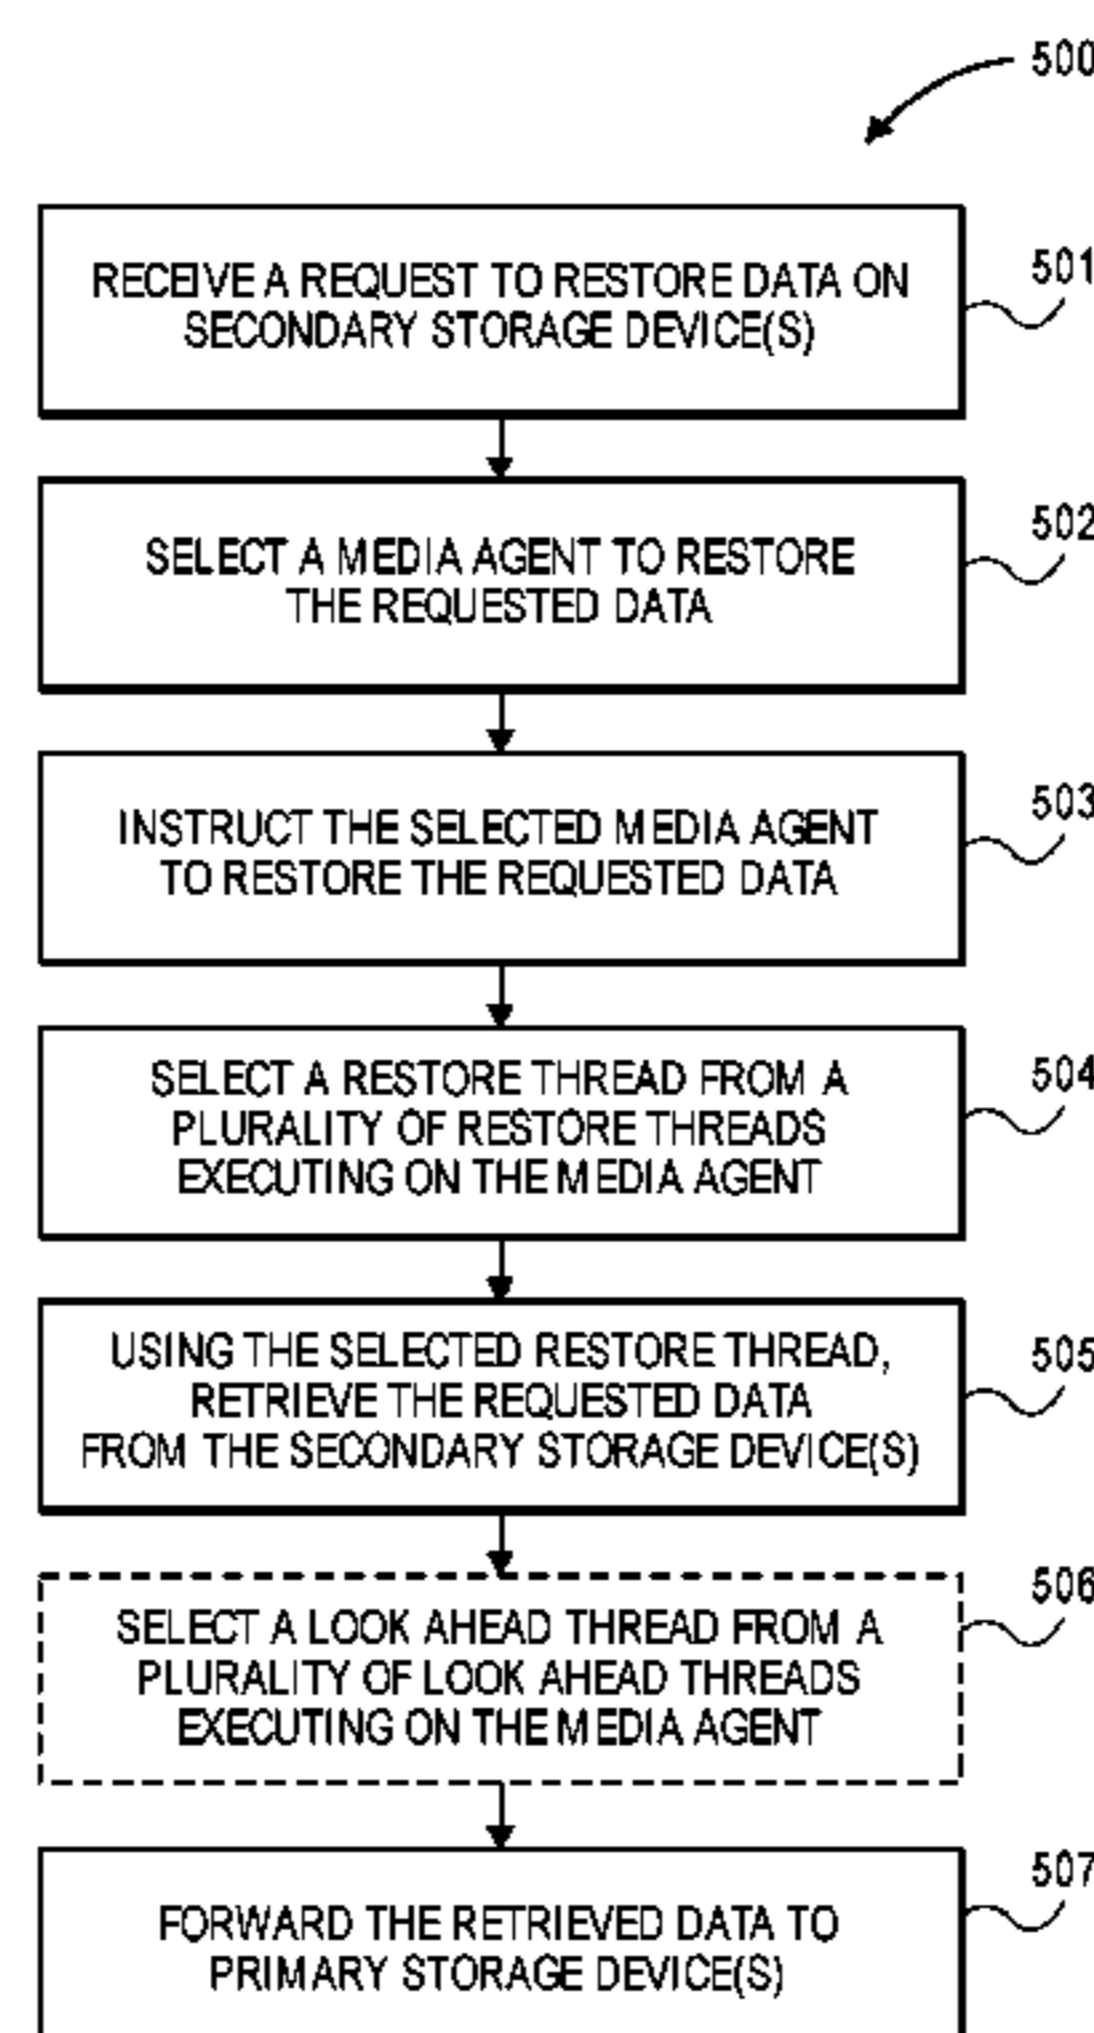 500
RECEIVE A REQUEST TO RESTORE DATA ON
SECONDARY STORAGE DEVICE(S)
501
SELECT A MEDIA AGENT TO RESTORE
THE REQUESTED DATA
502
INSTRUCT THE SELECTED MEDIA AGENT
TO RESTORE THE REQUESTED DATA
503
SELECT A RESTORE THREAD FROM A
PLURALITY OF RESTORE THREADS
EXECUTING ON THE MEDIA AGENT
504
USING THE SELECTED RESTORE THREAD,
RETRIEVE THE REQUESTED DATA
FROM THE SECONDARY STORAGE DEVICE(S)
505
SELECT A LOOK AHEAD THREAD FROM A
PLURALITY OF LOOK AHEAD THREADS
EXECUTING ON THE MEDIA AGENT
506
FORWARD THE RETRIEVED DATA TO
PRIMARY STORAGE DEVICE(S)
507